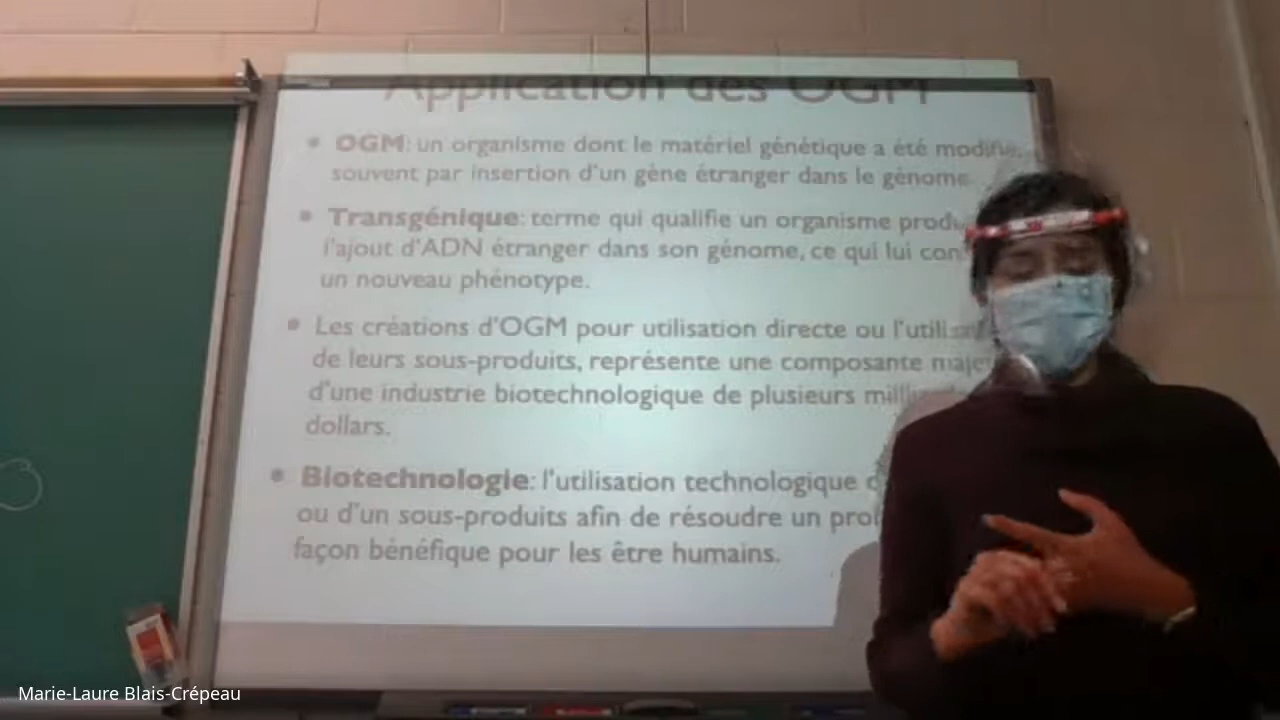 Application des OGM
• OGM: un organisme dont le matériel génétique a été modifié,
souvent par insertion d'un gène étranger dans le génome
• Transgénique: terme qui qualifie un organisme
l'ajout d'ADN étranger dans son génome, ce qui lui
un nouveau phénotype.
• Les créations d'OGM pour utilisation directe ou
de leurs sous-produits, représente une composante
d'une industrie biotechnologique de plusieurs
dollars.
• Biotechnologie: l'utilisation technologique
ou d'un sous-produits afin de résoudre un
façon bénéfique pour les être humains.
Marie-Laure Blais-Crépeau